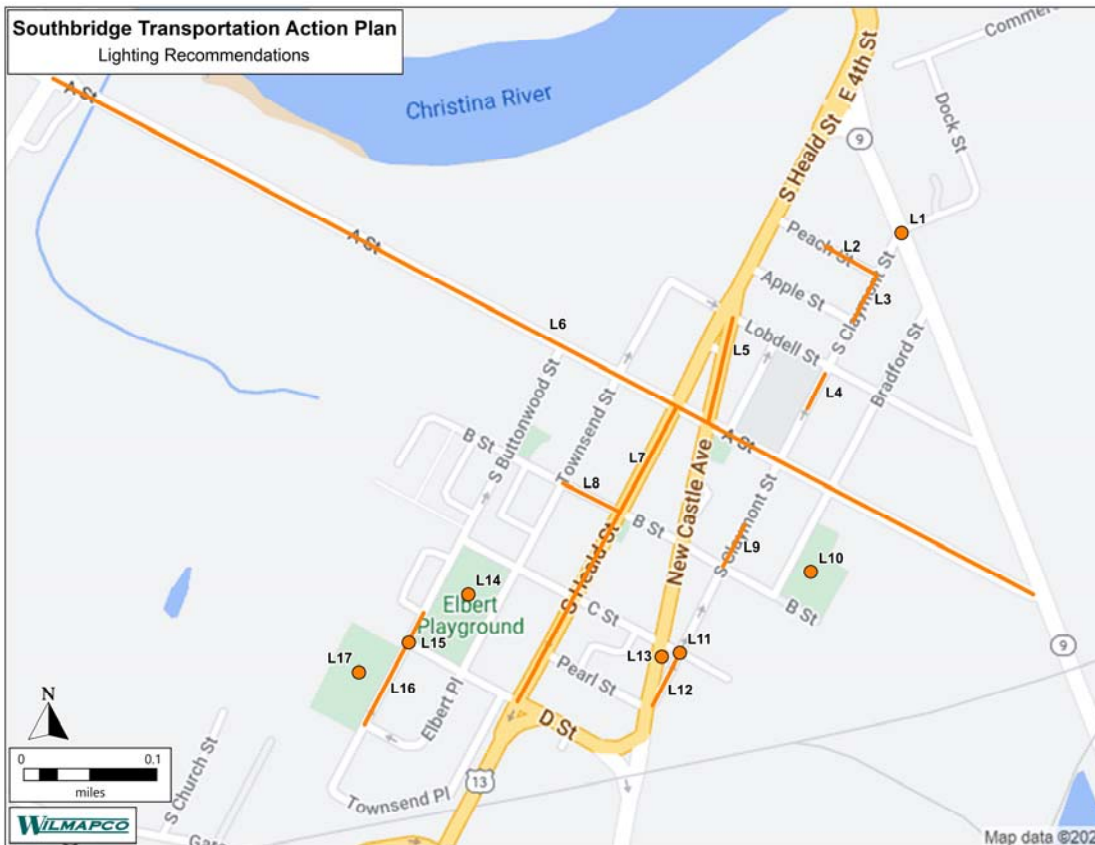 Southbridge Transportation Action Plan
Lighting Recommendations
E 4th St
Commerc
A St
Christina River
Dock St
9
S Heald St
L1
Peach St
L2
S Claymont St
L3
Apple St
A St
L6
Lobdell St
L5
Bradford St
S Buttonwood St
Townsend St
L4
A St
B St
L7
New Castle Ave
L8
B St
S Claymont St
L9
S Heald St
L10
L14
Elbert
Playground
C St
B St
L15
L13
L11
9
L17
Pearl St
L12
L16
Elbert Pl
N
D St
0
0.1
miles
S Church St
13
Townsend Pl
WILMAPCO
Gat
Map data ©202